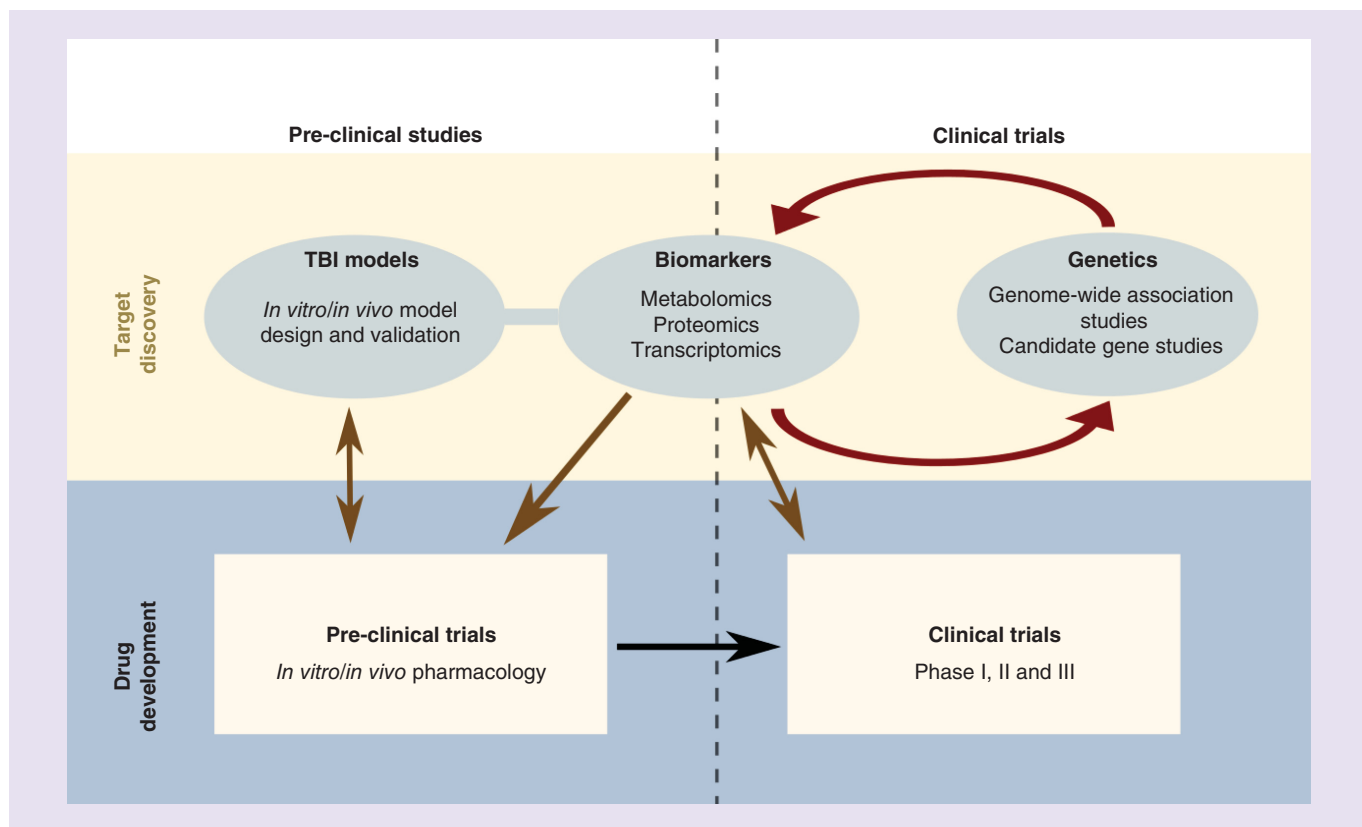 Pre-clinical studies
Clinical trials
Target
discovery
TBI models
In vitro/in vivo model
design and validation
Biomarkers
Metabolomics
Proteomics
Transcriptomics
Genetics
Genome-wide association
studies
Candidate gene studies
Drug
development
Pre-clinical trials
In vitro/in vivo pharmacology
Clinical trials
Phase I, II and III